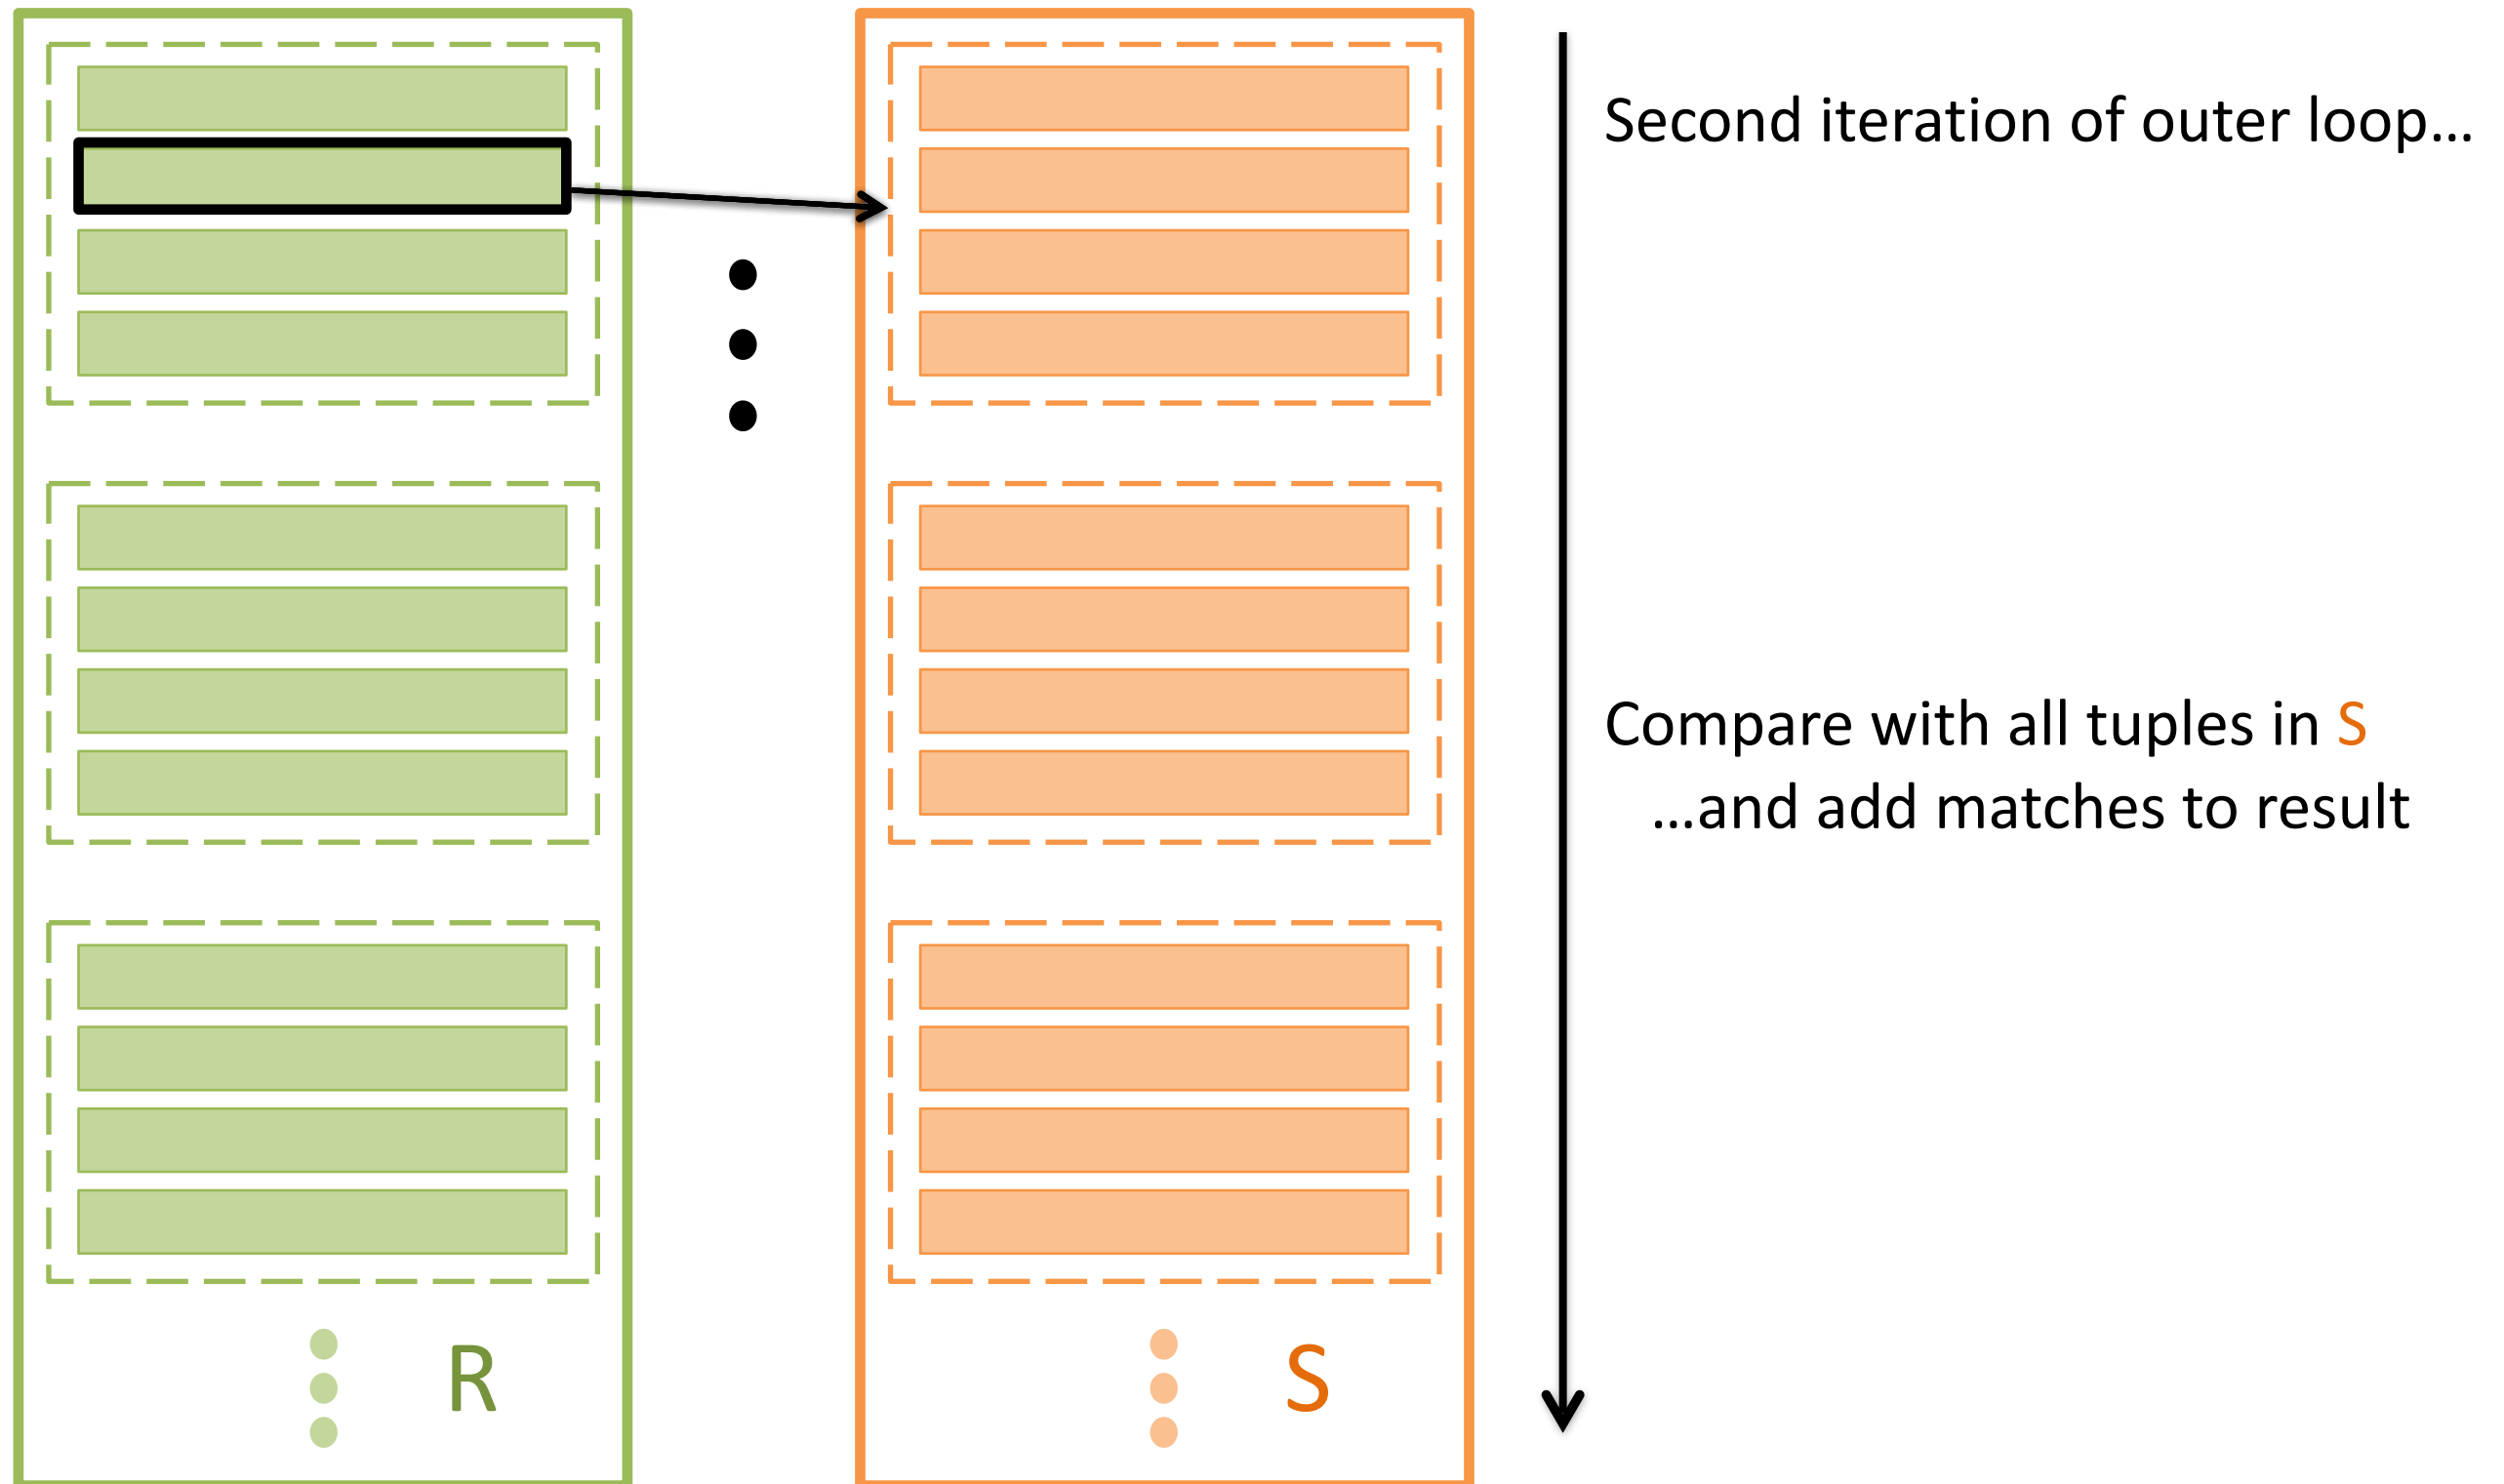 Second iteration of outer loop...
Compare with all tuples in S
...and add matches to result
R
S